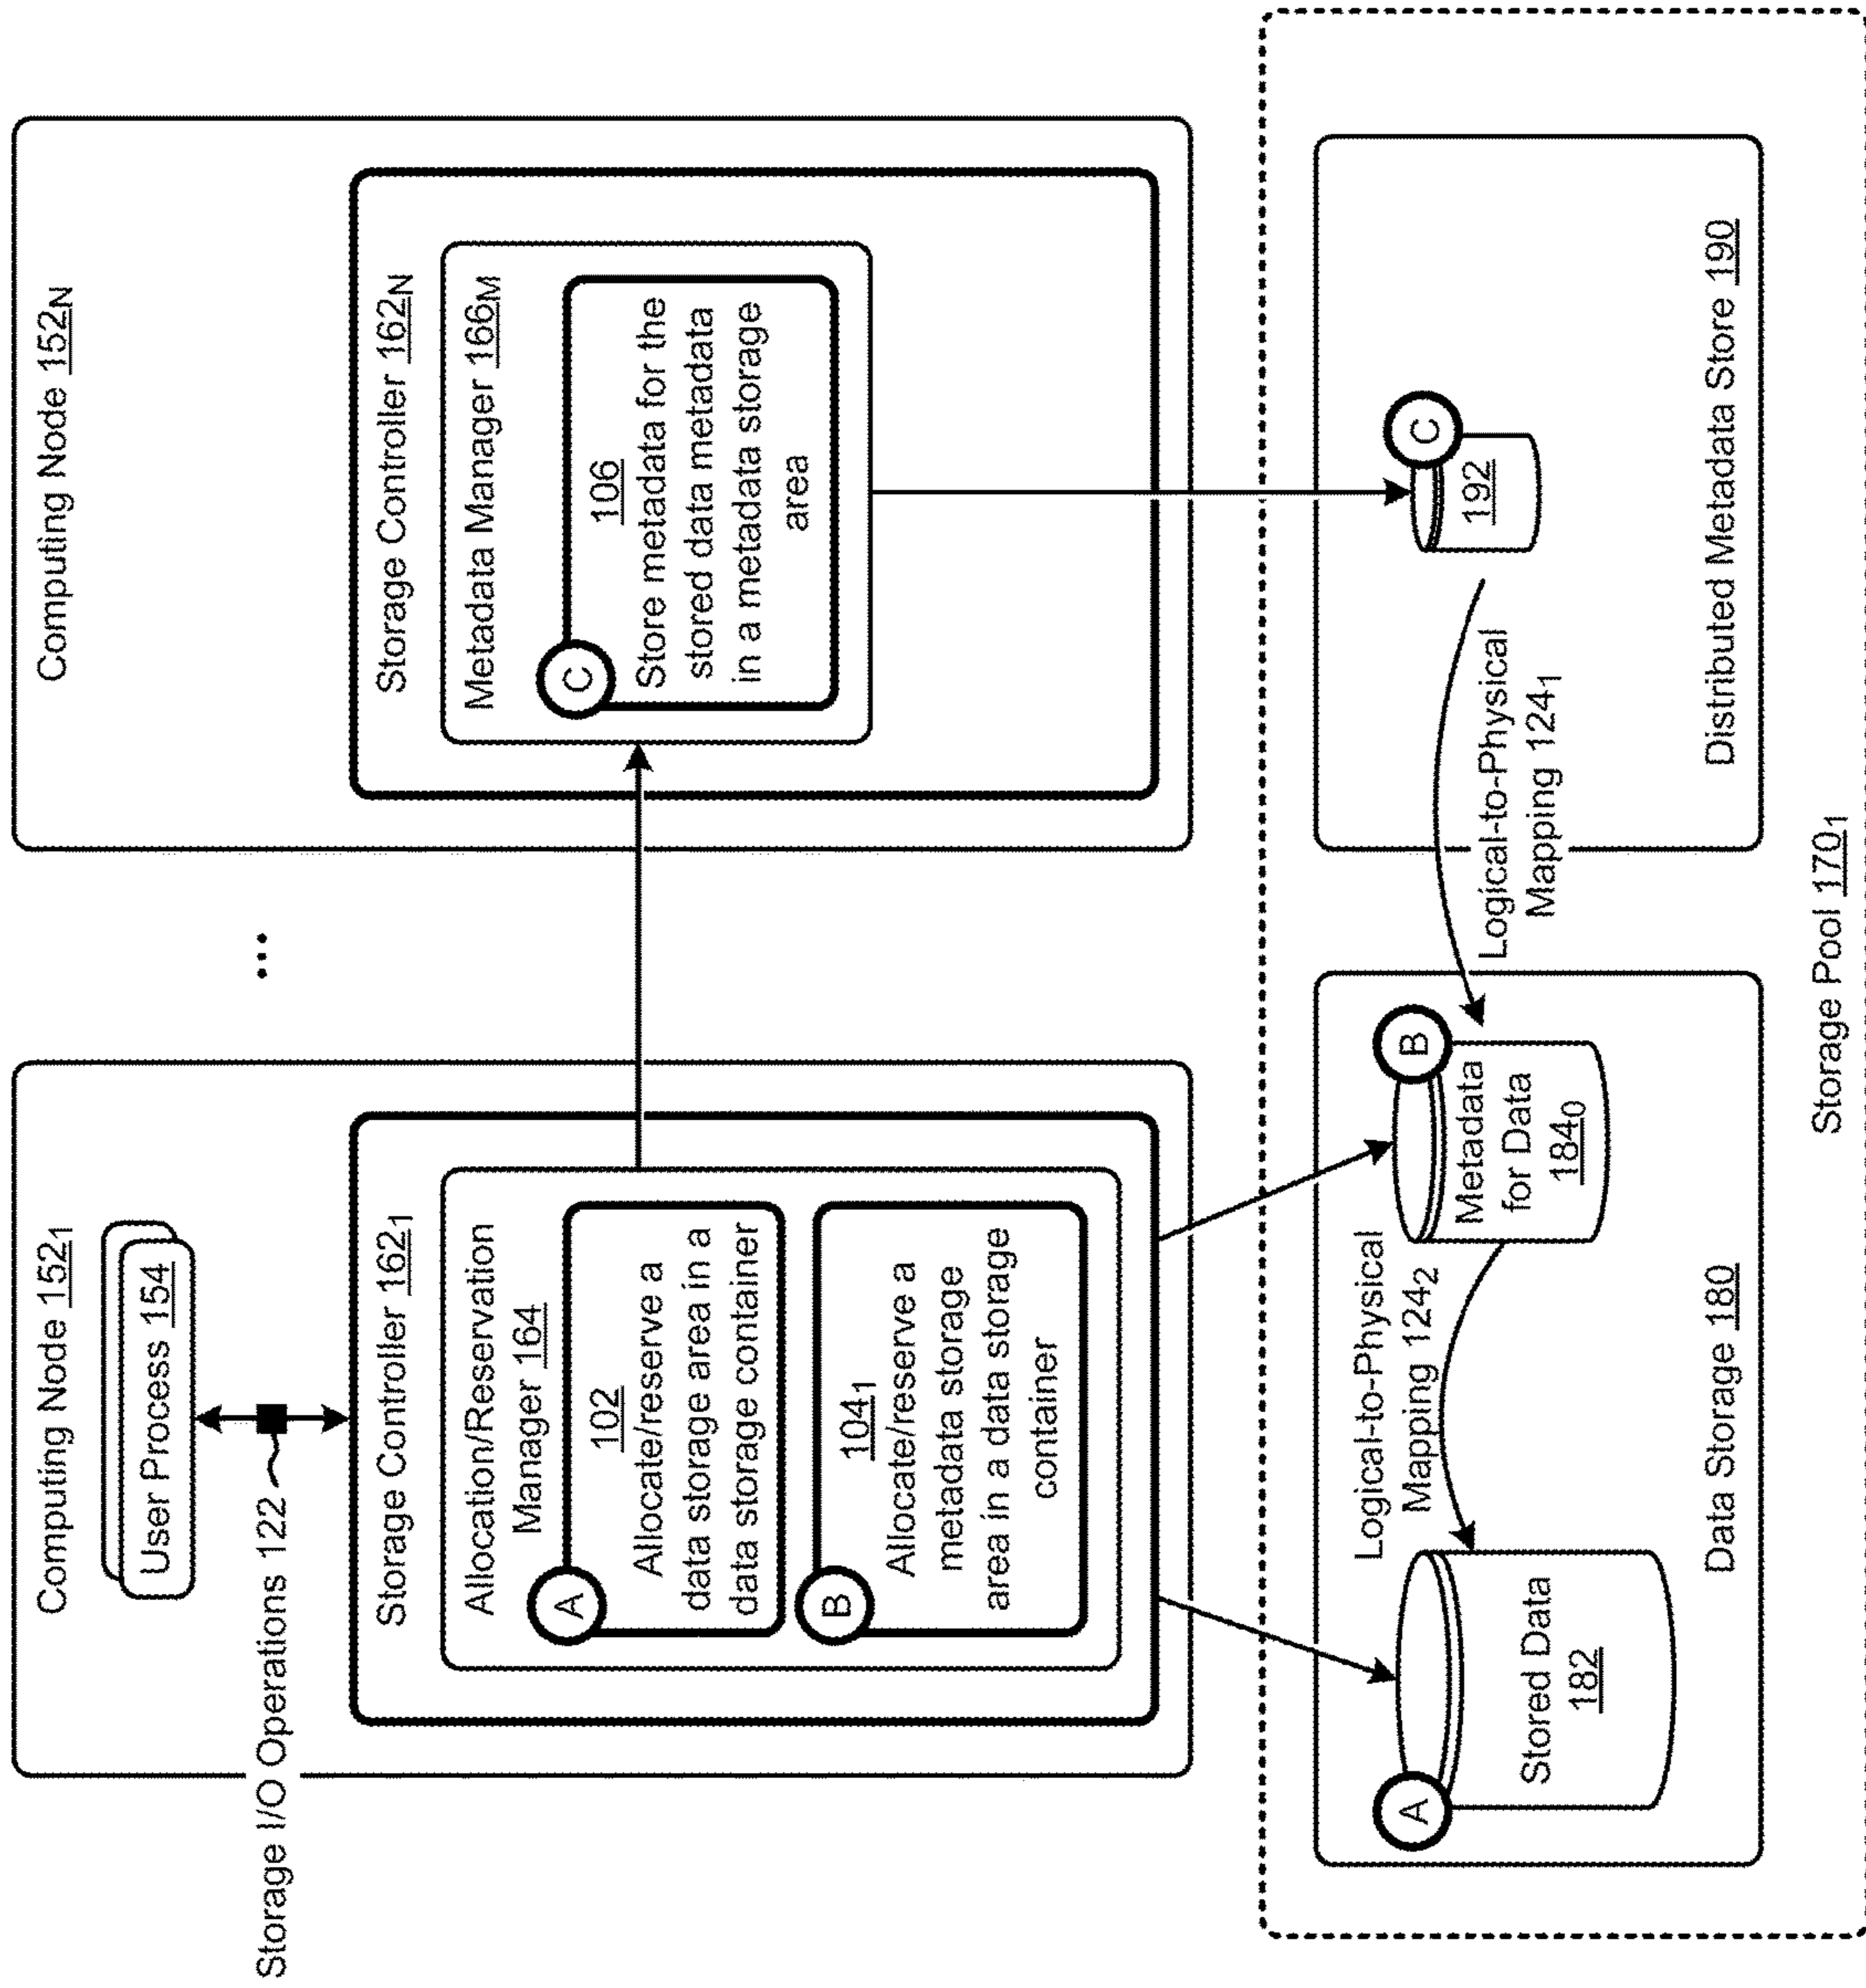 Computing Node 152₁
User Process 154
Storage I/O Operations 122
Storage Controller 162₁
Allocation/Reservation
Manager 164
A
102
Allocate/reserve a
data storage area in a
data storage container
B
104₁
Allocate/reserve a
metadata storage
area in a data storage
container
...
Computing Node 152N
Storage Controller 162N
Metadata Manager 166M
C
106
Store metadata for the
stored data metadata
in a metadata storage
area
A
Stored Data
182
Logical-to-Physical
Mapping 124₂
B
Metadata
for Data
184₀
Data Storage 180
Logical-to-Physical
Mapping 124₁
C
192
Distributed Metadata Store 190
Storage Pool 170₁